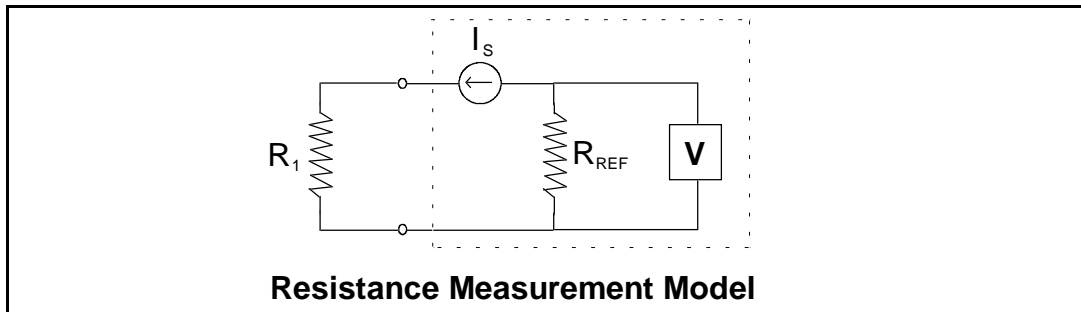 I_S
R_1
R_REF
V
Resistance Measurement Model